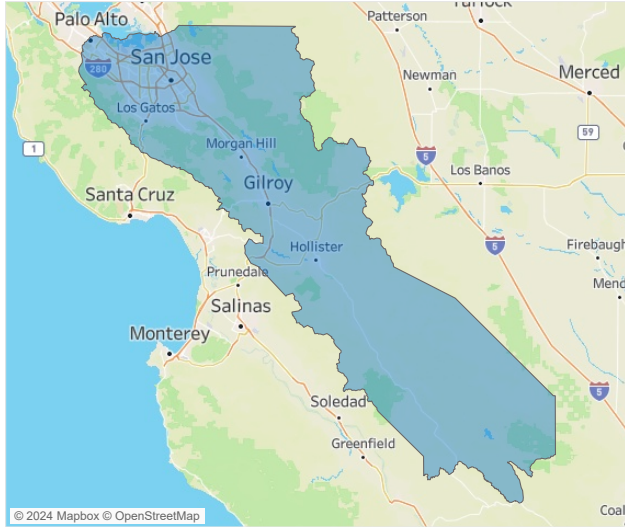 Palo Alto
Patterson
Turlock
San Jose
280
Newman
Merced
Los Gatos
59
1
Morgan Hill
5
Los Banos
Gilroy
Santa Cruz
Hollister
5
Firebaugh
Prunedale
Mend
Salinas
Monterey
5
Soledad
Greenfield
Coal
© 2024 Mapbox © OpenStreetMap